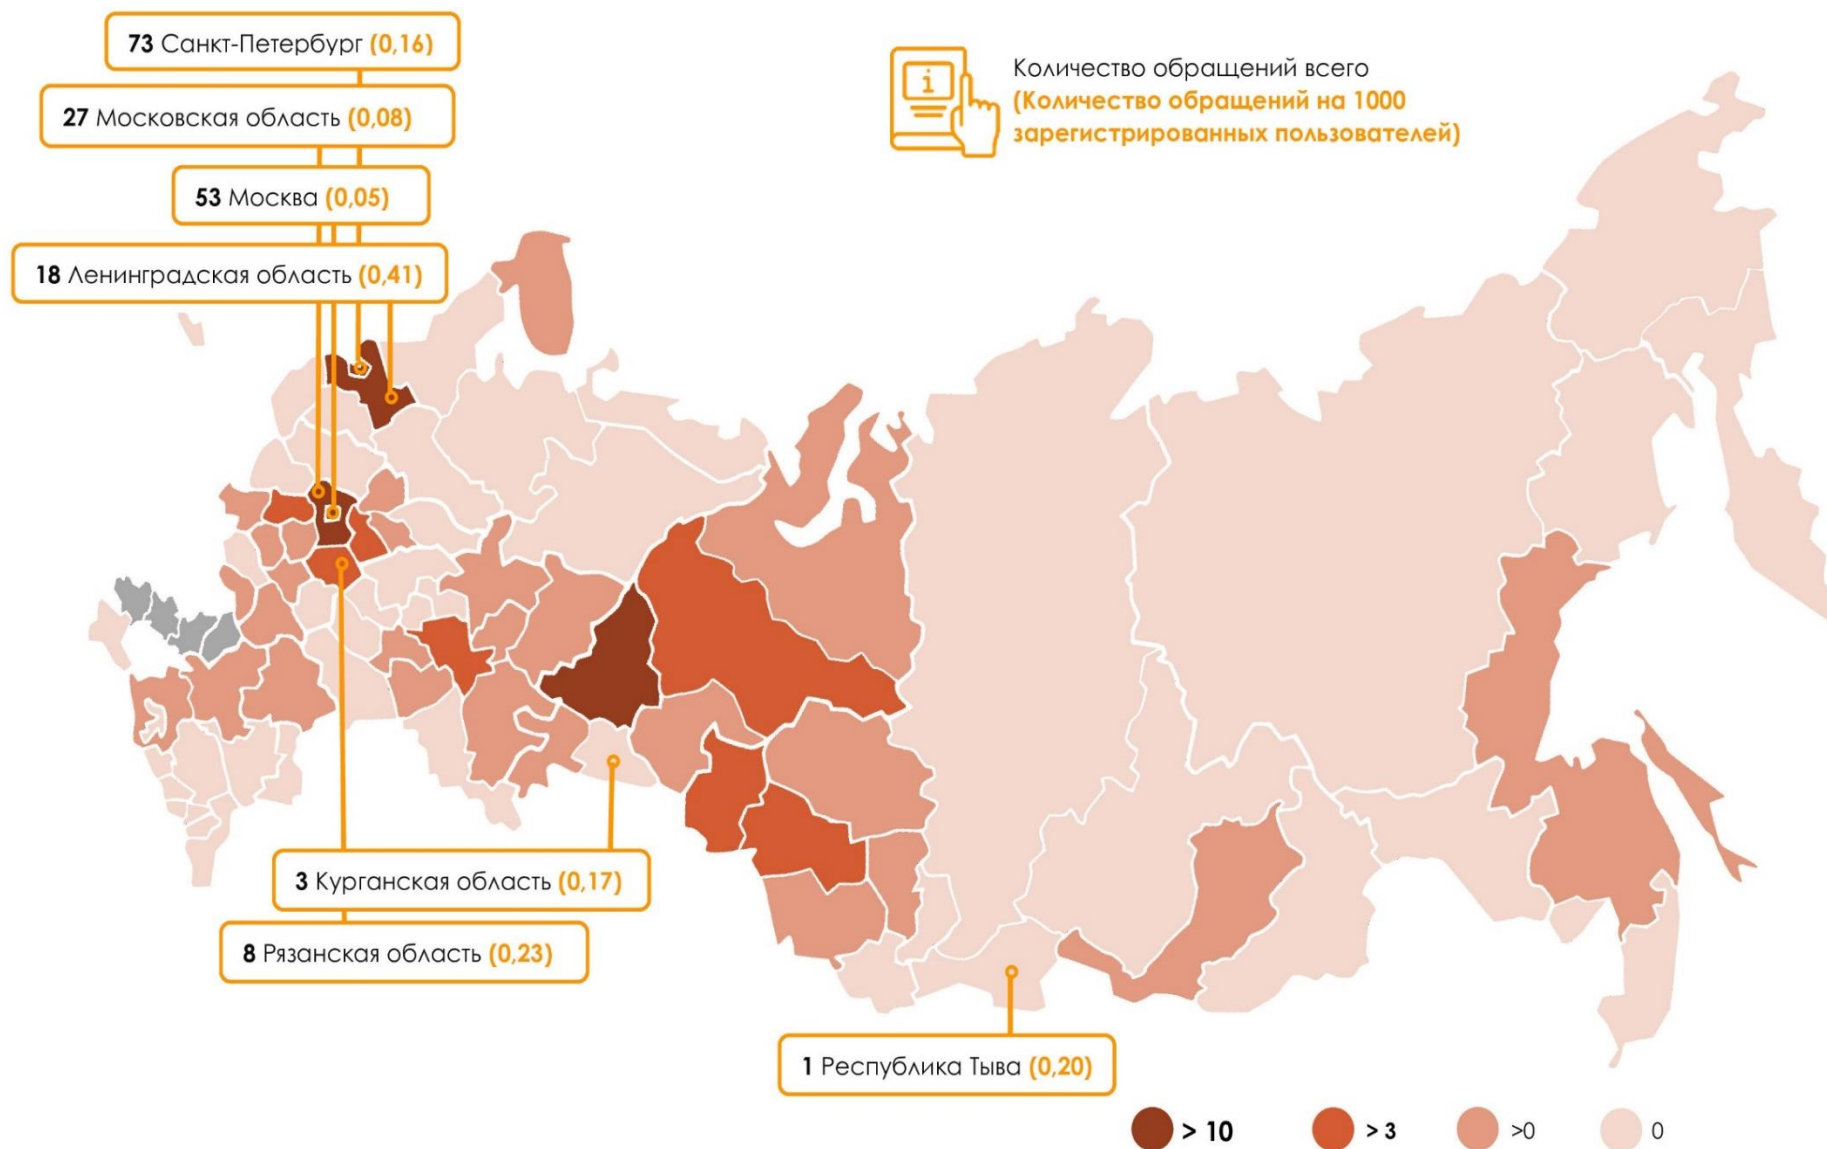 73 Санкт-Петербург (0,16)
27 Московская область (0,08)
53 Москва (0,05)
18 Ленинградская область (0,41)
i
Количество обращений всего
(Количество обращений на 1000
зарегистрированных пользователей)
3 Курганская область (0,17)
8 Рязанская область (0,23)
1 Республика Тыва (0,20)
> 10
> 3
>0
0